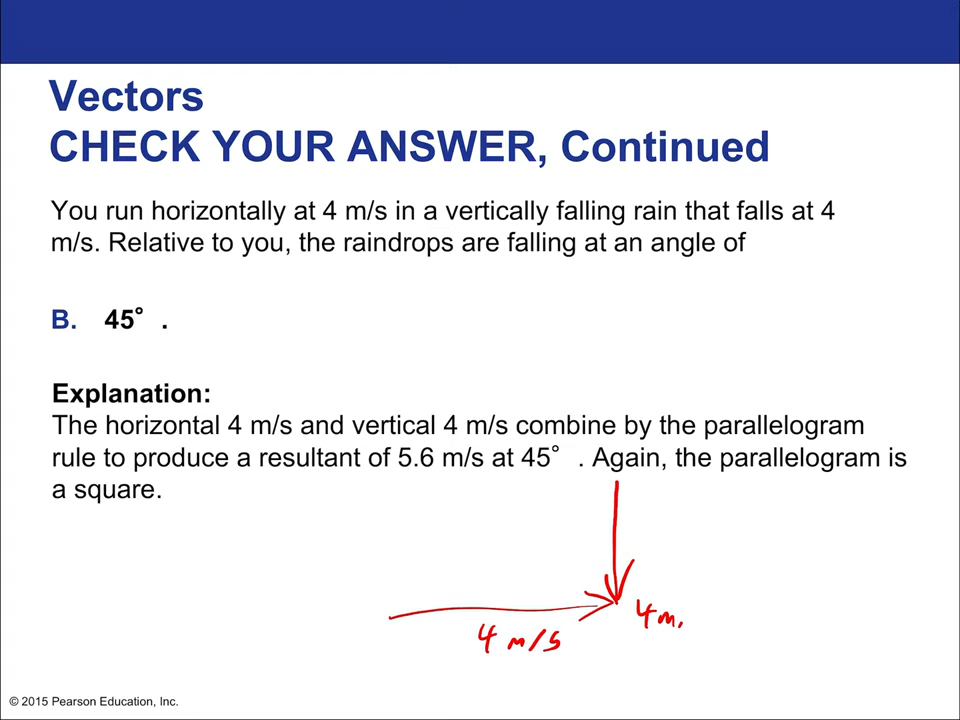 Vectors
CHECK YOUR ANSWER, Continued
You run horizontally at 4 m/s in a vertically falling rain that falls at 4
m/s. Relative to you, the raindrops are falling at an angle of
B. 45° .
Explanation:
The horizontal 4 m/s and vertical 4 m/s combine by the parallelogram
rule to produce a resultant of 5.6 m/s at 45° . Again, the parallelogram is
a square.
4 m/s
4 m,
© 2015 Pearson Education, Inc.